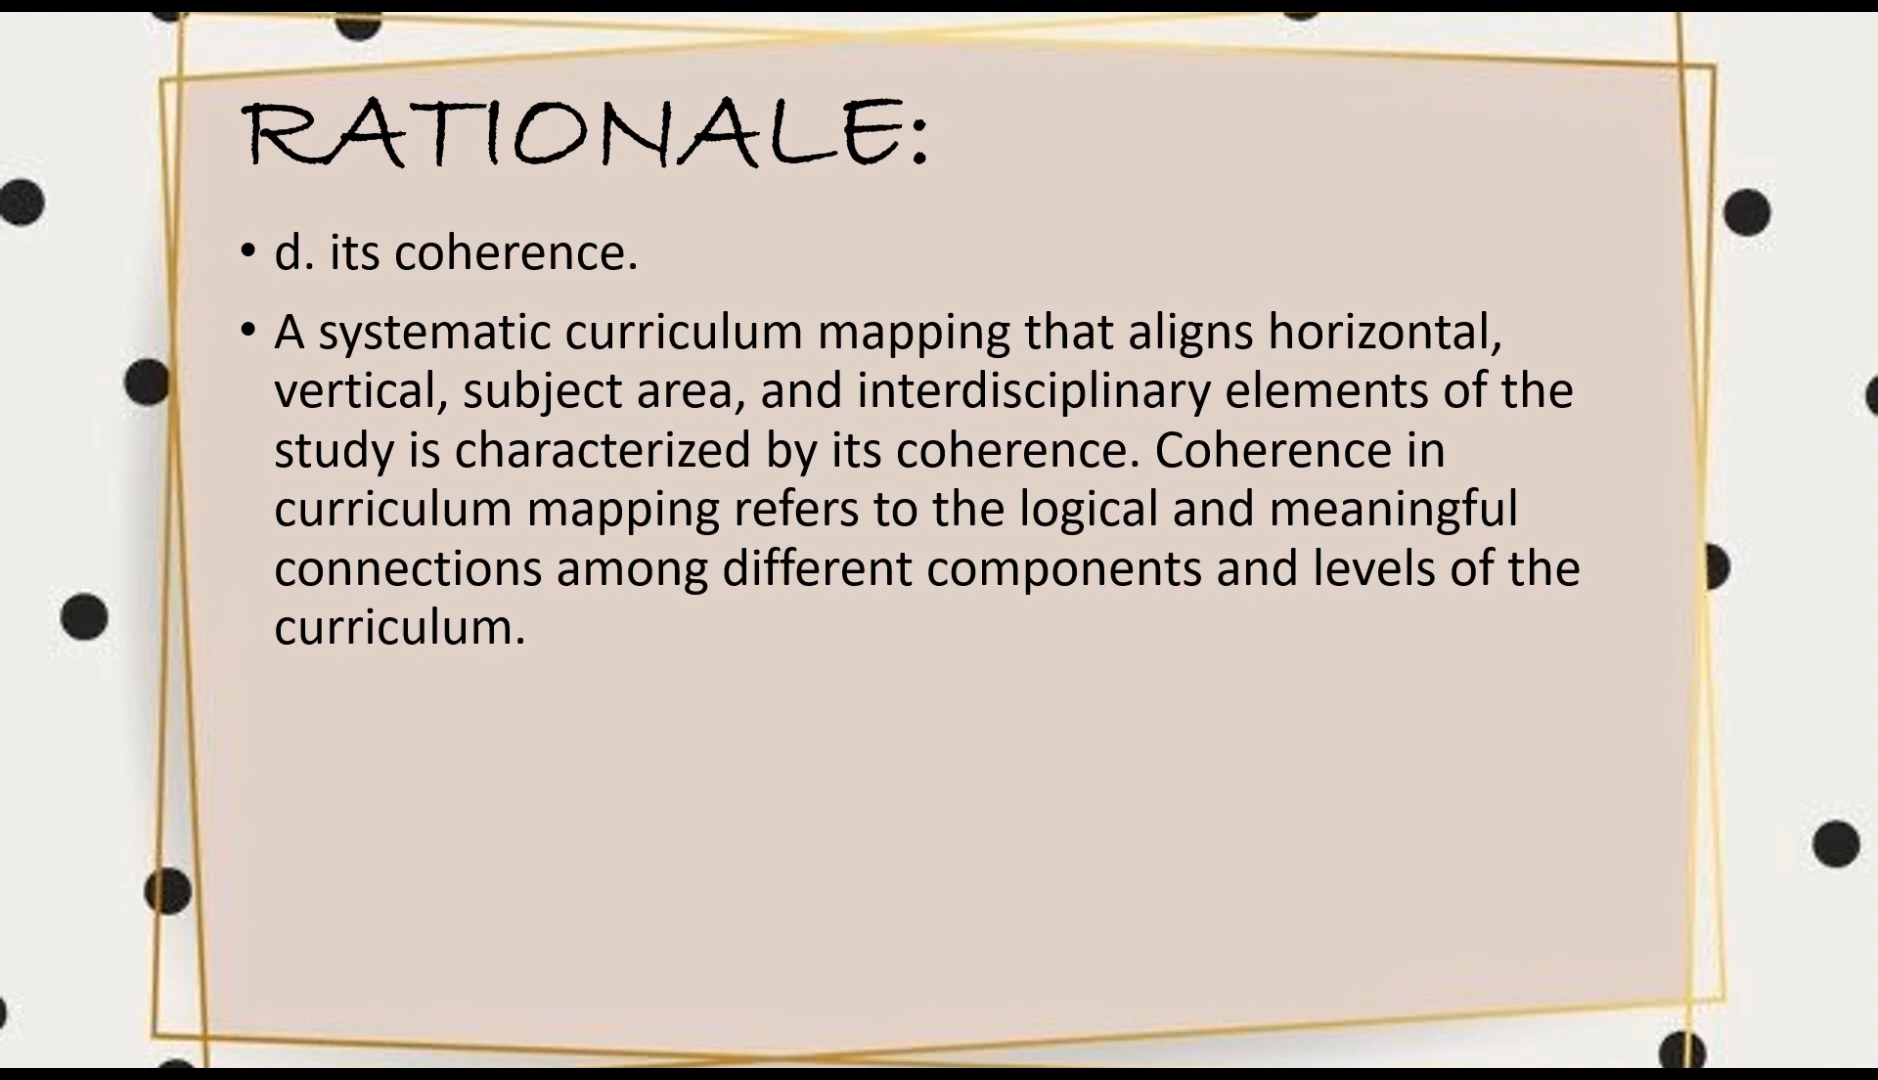 RATIONALE:
• d. its coherence.
• A systematic curriculum mapping that aligns horizontal,
vertical, subject area, and interdisciplinary elements of the
study is characterized by its coherence. Coherence in
curriculum mapping refers to the logical and meaningful
connections among different components and levels of the
curriculum.